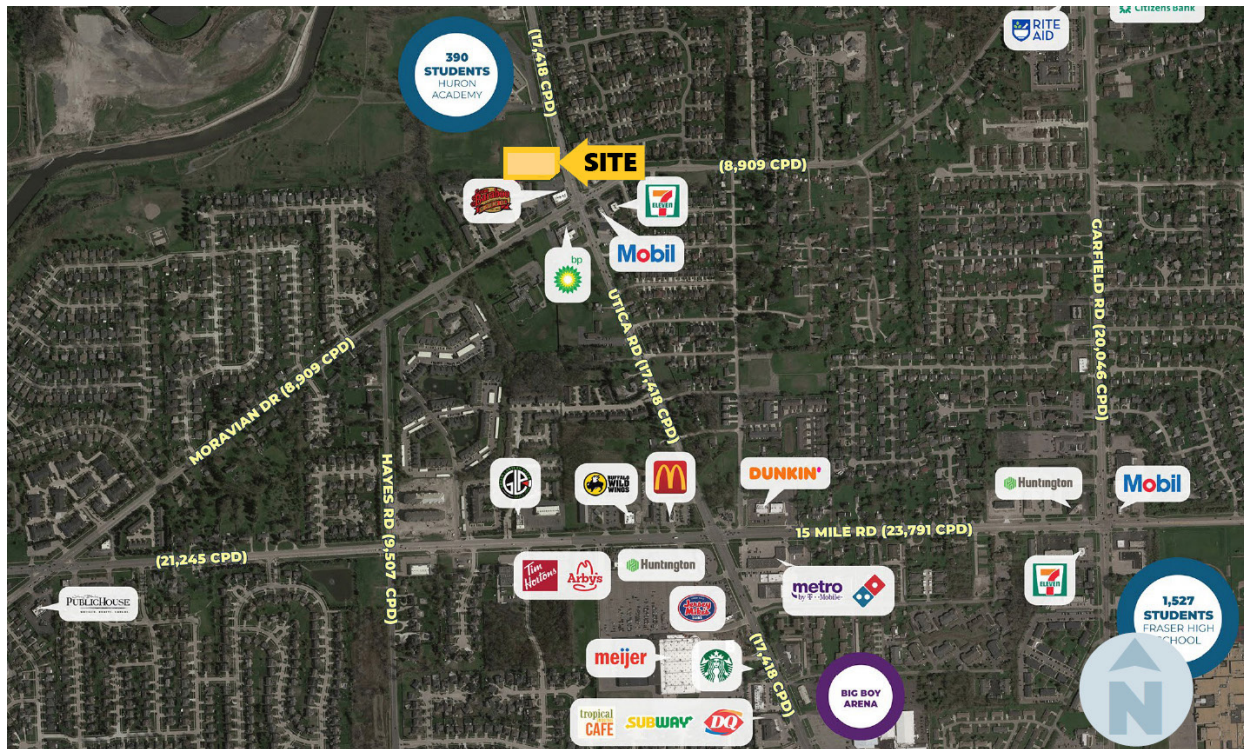 Citizens Bank
RITE
AID
390
STUDENTS
HURON
ACADEMY
(17,418 CPD)
SITE
(8,909 CPD)
7
ELEVEN
Mobil
bp
UTICA RD (17,418 CPD)
GARFIELD RD (20,046 CPD)
MORAVIAN DR (8,909 CPD)
HAYES RD (9,507 CPD)
BUFFALO
WILD
WINGS
DUNKIN'
Huntington
Mobil
15 MILE RD (23,791 CPD)
(21,245 CPD)
Tim
Hortons
Arby's
Huntington
metro
by T-Mobile
7
ELEVEN
PUBLICHOUSE
Jersey
Mike's
SUBS
1,527
STUDENTS
FRASER HIGH
SCHOOL
meijer
(17,418 CPD)
BIG BOY
ARENA
N
tropical
CAFE
SUBWAY
DQ